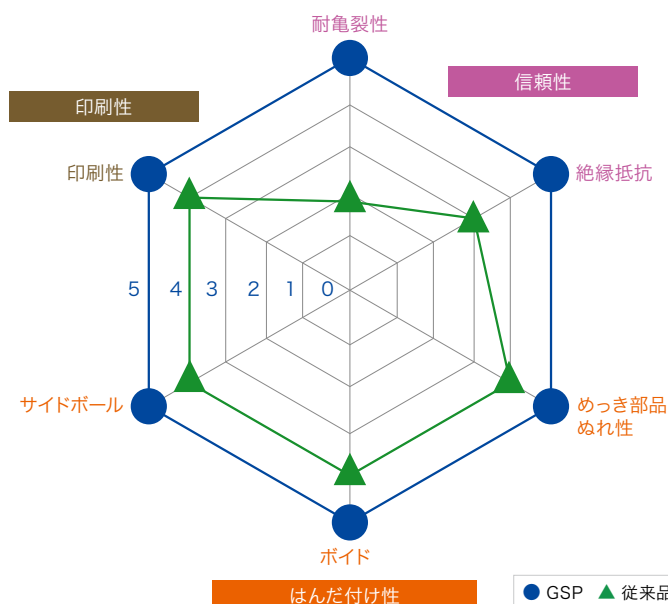 耐亀裂性
信頼性
印刷性
印刷性
絶縁抵抗
5 4 3 2 1 0
サイドボール
めっき部品
ぬれ性
ボイド
はんだ付け性
GSP 従来品